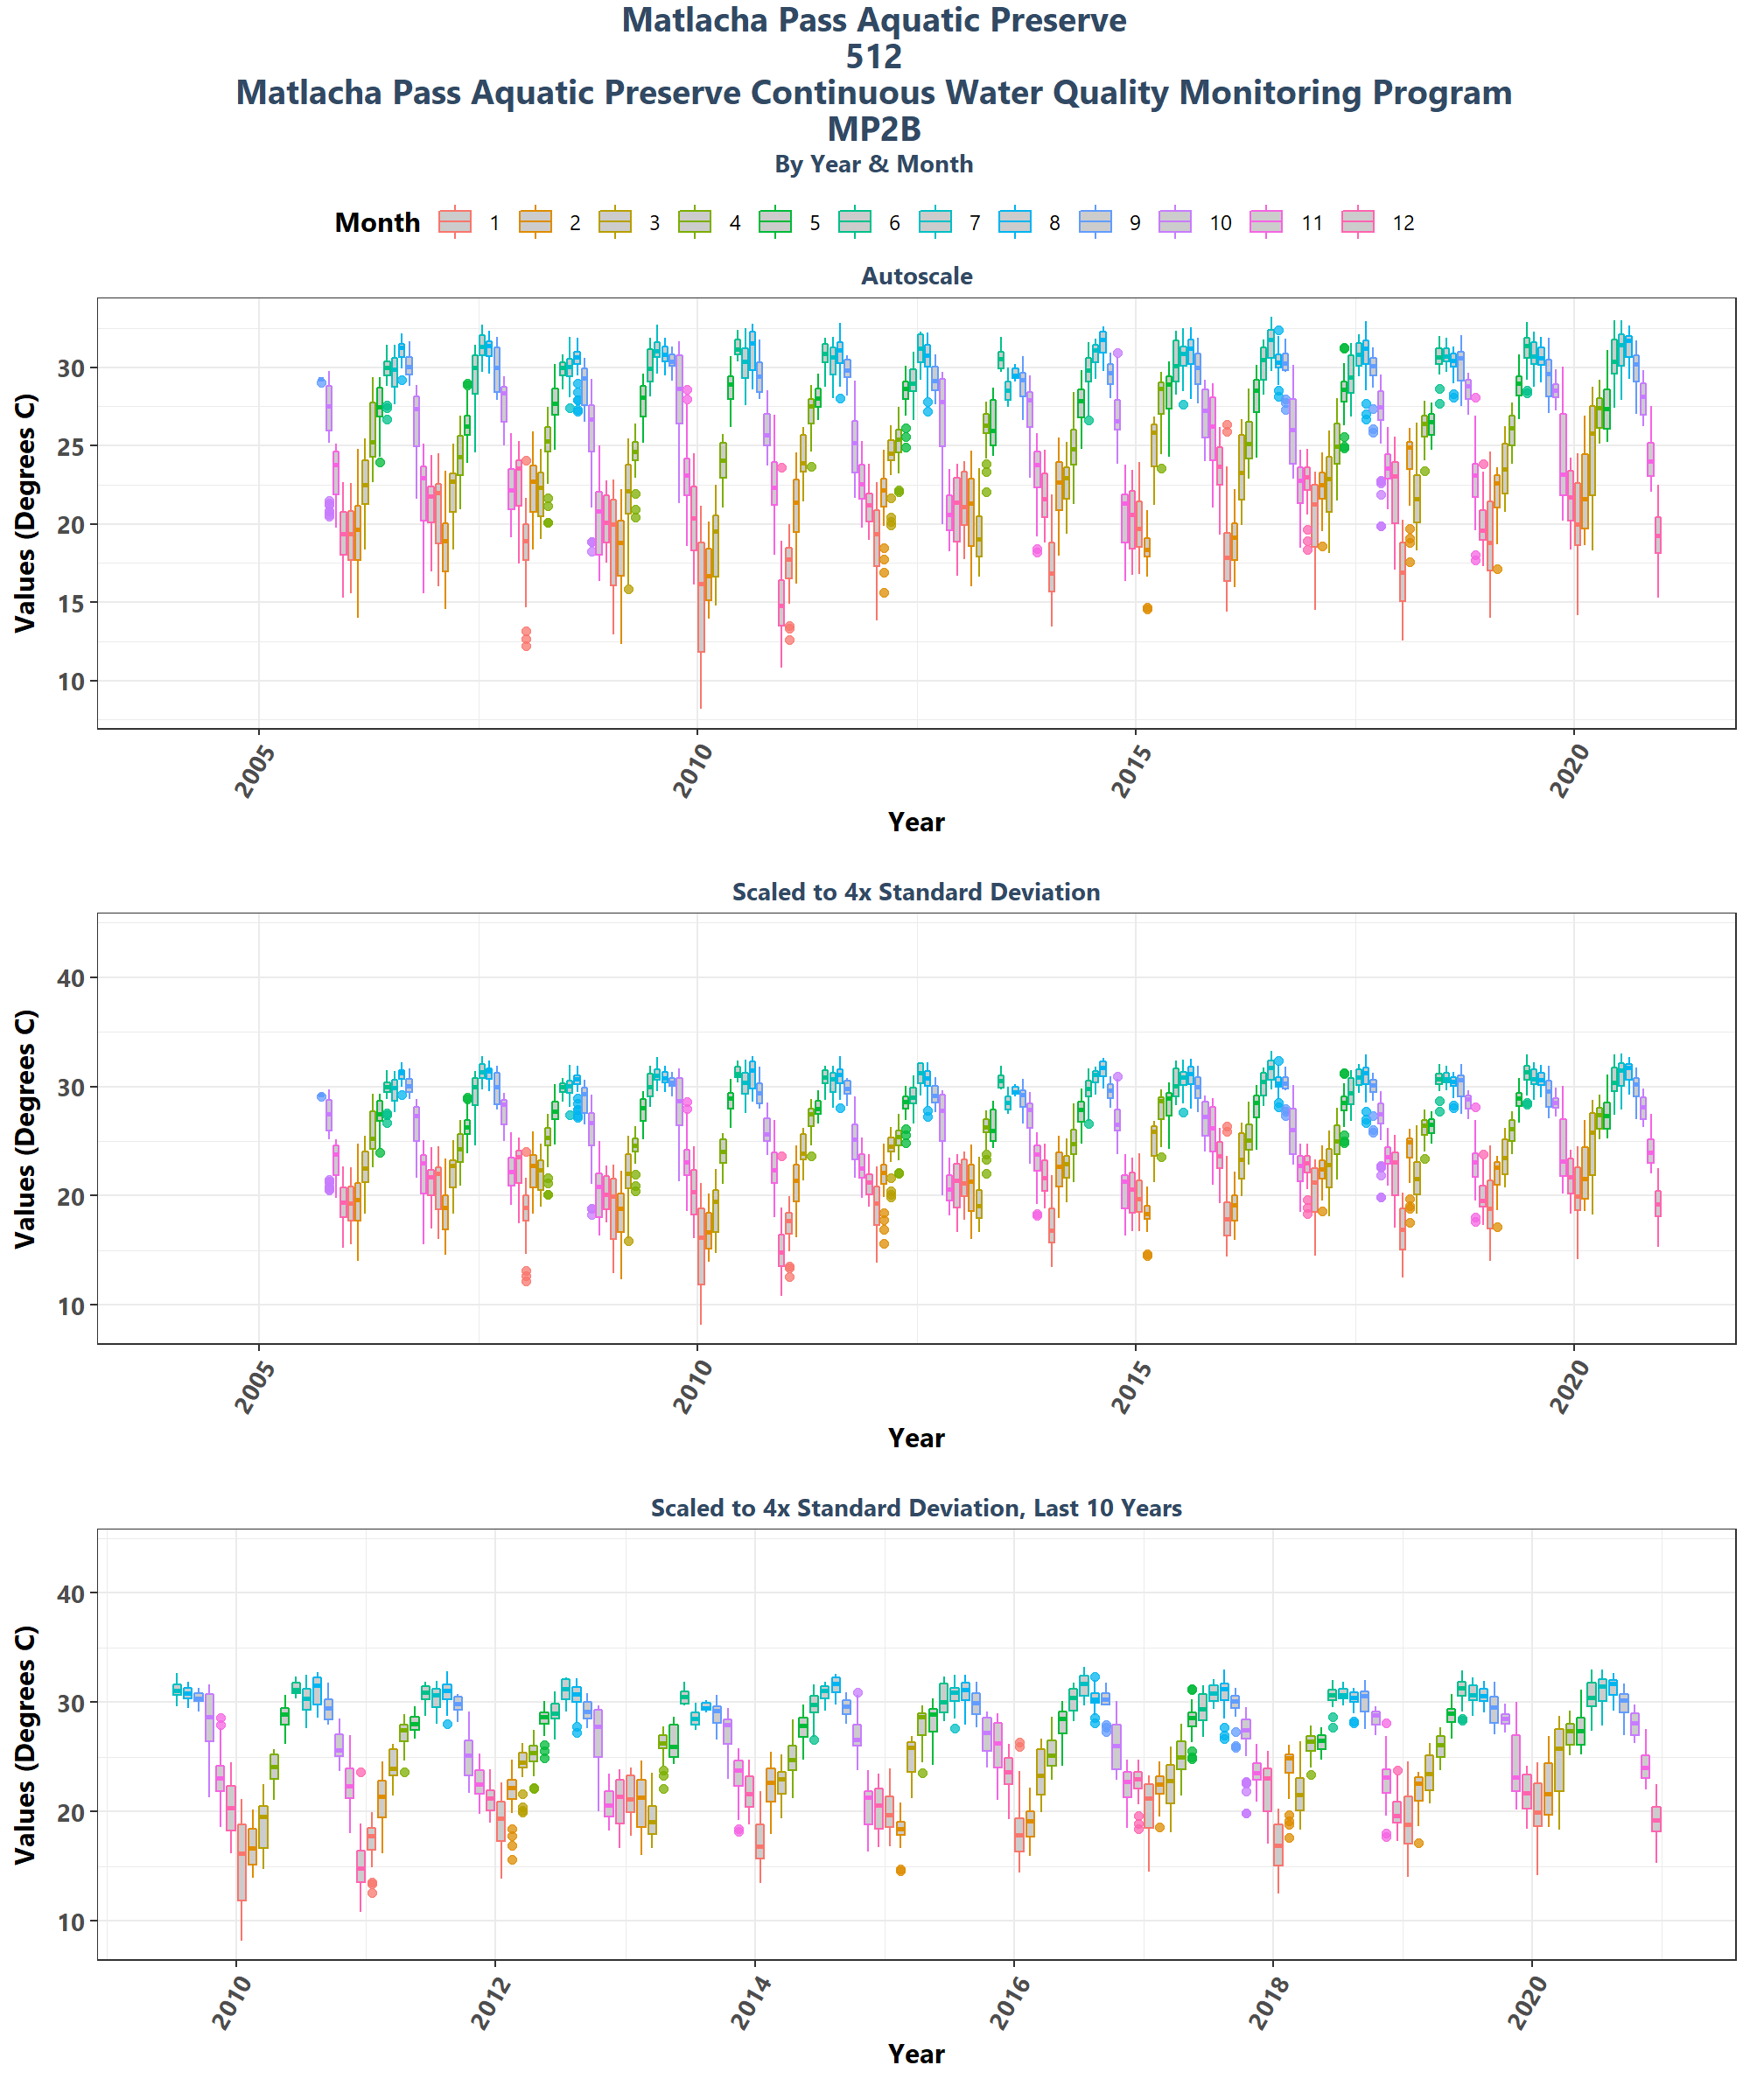 Matlacha Pass Aquatic Preserve
512
Matlacha Pass Aquatic Preserve Continuous Water Quality Monitoring Program
MP2B
By Year & Month
Month 1 2 3 4 5 6 7 8 9 10 11 12
Autoscale
Values (Degrees C)
30
25
20
15
10
2005 2010 2015 2020
Year
Scaled to 4x Standard Deviation
Values (Degrees C)
40
30
20
10
2005 2010 2015 2020
Year
Scaled to 4x Standard Deviation, Last 10 Years
Values (Degrees C)
40
30
20
10
2010 2012 2014 2016 2018 2020
Year